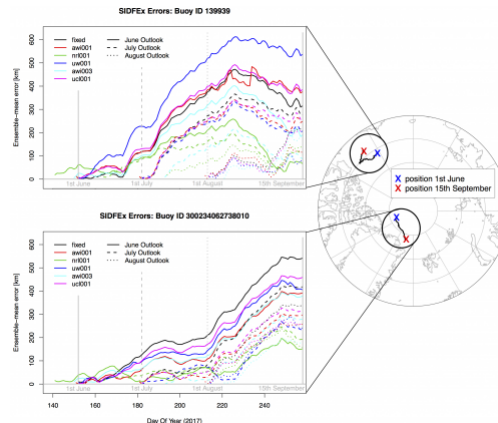 SIDFEx Errors: Buoy ID 139939
Ensemble-mean error [km]
600
500
400
300
200
100
0
fixed
awi001
nrl001
uw001
awi003
ucl001
June Outlook
July Outlook
August Outlook
1st June
1st July
1st August
15th September
X position 1st June
X position 15th September
SIDFEx Errors: Buoy ID 300234062738010
Ensemble-mean error [km]
600
500
400
300
200
100
0
fixed
awi001
nrl001
uw001
awi003
ucl001
June Outlook
July Outlook
August Outlook
1st June
1st July
1st August
15th September
140 160 180 200 220 240
Day Of Year (2017)